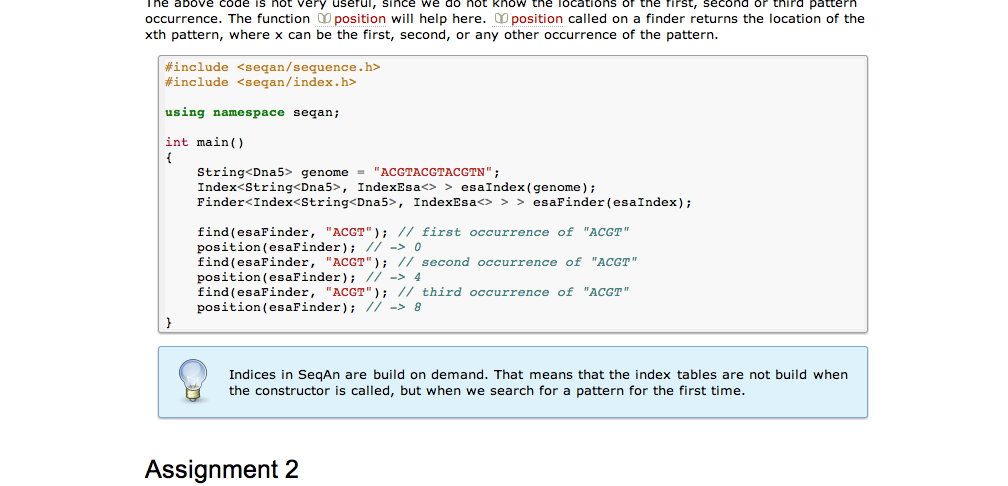 The above code is not very useful, since we do not know the locations of the first, second or third pattern
occurrence. The function position will help here. position called on a finder returns the location of the
xth pattern, where x can be the first, second, or any other occurrence of the pattern.
#include <seqan/sequence.h>
#include <seqan/index.h>
using namespace seqan;
int main()
{
    String<Dna5> genome = "ACGTACGTACGTN";
    Index<String<Dna5>, IndexEsa<> > esaIndex(genome);
    Finder<Index<String<Dna5>, IndexEsa<> > > esaFinder(esaIndex);
    find(esaFinder, "ACGT"); // first occurrence of "ACGT"
    position(esaFinder); // -> 0
    find(esaFinder, "ACGT"); // second occurrence of "ACGT"
    position(esaFinder); // -> 4
    find(esaFinder, "ACGT"); // third occurrence of "ACGT"
    position(esaFinder); // -> 8
}
Indices in SeqAn are build on demand. That means that the index tables are not build when
the constructor is called, but when we search for a pattern for the first time.
Assignment 2